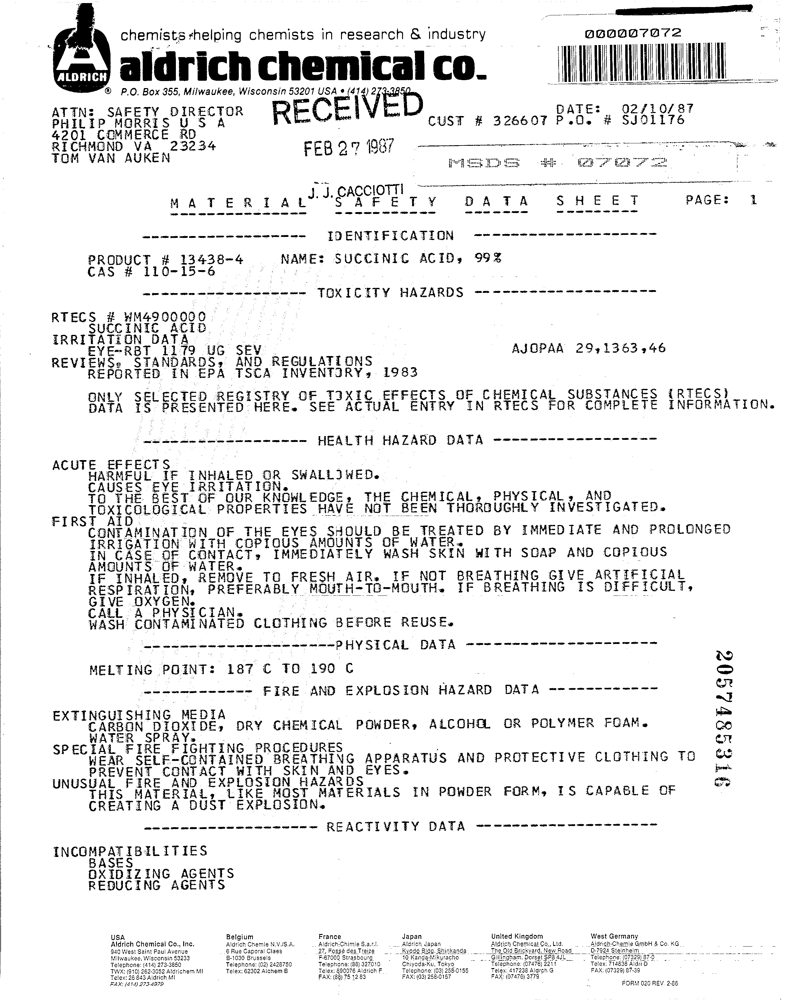 chemists helping chemists in research & industry
aldrich chemical co.
ALDRICH
®
P.O. Box 355, Milwaukee, Wisconsin 53201 USA • (414) 273-3850
000007072
ATTN: SAFETY DIRECTOR
PHILIP MORRIS U S A
4201 COMMERCE RD
RICHMOND VA 23234
TOM VAN AUKEN
RECEIVED
FEB 27 1987
J. J. CACCIOTTI
DATE: 02/10/87
CUST # 326607 P.O. # SJ01176
MSDS # 07072
MATERIAL SAFETY DATA SHEET PAGE: 1
------------------ IDENTIFICATION --------------------
PRODUCT # 13438-4 NAME: SUCCINIC ACID, 99%
CAS # 110-15-6
------------------ TOXICITY HAZARDS --------------------
RTECS # WM4900000
SUCCINIC ACID
IRRITATION DATA
EYE-RBT 1179 UG SEV AJOPAA 29,1363,46
REVIEWS, STANDARDS, AND REGULATIONS
REPORTED IN EPA TSCA INVENTORY, 1983
ONLY SELECTED REGISTRY OF TOXIC EFFECTS OF CHEMICAL SUBSTANCES (RTECS)
DATA IS PRESENTED HERE. SEE ACTUAL ENTRY IN RTECS FOR COMPLETE INFORMATION.
------------------ HEALTH HAZARD DATA ------------------
ACUTE EFFECTS
HARMFUL IF INHALED OR SWALLOWED.
CAUSES EYE IRRITATION.
TO THE BEST OF OUR KNOWLEDGE, THE CHEMICAL, PHYSICAL, AND
TOXICOLOGICAL PROPERTIES HAVE NOT BEEN THOROUGHLY INVESTIGATED.
FIRST AID
CONTAMINATION OF THE EYES SHOULD BE TREATED BY IMMEDIATE AND PROLONGED
IRRIGATION WITH COPIOUS AMOUNTS OF WATER.
IN CASE OF CONTACT, IMMEDIATELY WASH SKIN WITH SOAP AND COPIOUS
AMOUNTS OF WATER.
IF INHALED, REMOVE TO FRESH AIR. IF NOT BREATHING GIVE ARTIFICIAL
RESPIRATION, PREFERABLY MOUTH-TO-MOUTH. IF BREATHING IS DIFFICULT,
GIVE OXYGEN.
CALL A PHYSICIAN.
WASH CONTAMINATED CLOTHING BEFORE REUSE.
---------------------PHYSICAL DATA ---------------------
MELTING POINT: 187 C TO 190 C
------------ FIRE AND EXPLOSION HAZARD DATA ------------
EXTINGUISHING MEDIA
CARBON DIOXIDE, DRY CHEMICAL POWDER, ALCOHOL OR POLYMER FOAM.
WATER SPRAY.
SPECIAL FIRE FIGHTING PROCEDURES
WEAR SELF-CONTAINED BREATHING APPARATUS AND PROTECTIVE CLOTHING TO
PREVENT CONTACT WITH SKIN AND EYES.
UNUSUAL FIRE AND EXPLOSION HAZARDS
THIS MATERIAL, LIKE MOST MATERIALS IN POWDER FORM, IS CAPABLE OF
CREATING A DUST EXPLOSION.
------------------- REACTIVITY DATA --------------------
INCOMPATIBILITIES
BASES
OXIDIZING AGENTS
REDUCING AGENTS
2057485316
USA
Aldrich Chemical Co., Inc.
940 West Saint Paul Avenue
Milwaukee, Wisconsin 53233
Telephone: (414) 273-3850
TWX: (910) 262-3052 Aldrichem MI
Telex: 26 843 Aldrich MI
FAX: (414) 273-4979
Belgium
Aldrich Chemie N.V./S.A.
6 Rue Caporal Claes
B-1030 Brussels
Telephone: (02) 2428750
Telex: 62302 Alchem B
France
Aldrich-Chimie S.a.r.l.
27, Fossé des Treize
F-67000 Strasbourg
Telephone: (88) 327010
Telex: 890076 Aldrich F
FAX: (88) 75 12 83
Japan
Aldrich Japan
Kyodo Bldg. Shinkanda
10 Kanda-Mikuracho
Chiyoda-Ku, Tokyo
Telephone: (03) 258-0155
FAX: (03) 258-0157
United Kingdom
Aldrich Chemical Co., Ltd.
The Old Brickyard, New Road
Gillingham, Dorset SP8 4JL
Telephone: (07476) 2211
Telex: 417238 Aldrch G
FAX: (07476) 3779
West Germany
Aldrich-Chemie GmbH & Co. KG
D-7924 Steinheim
Telephone: (07329) 87-0
Telex: 714838 Aldri D
FAX: (07329) 87-39
FORM 020 REV. 2-86